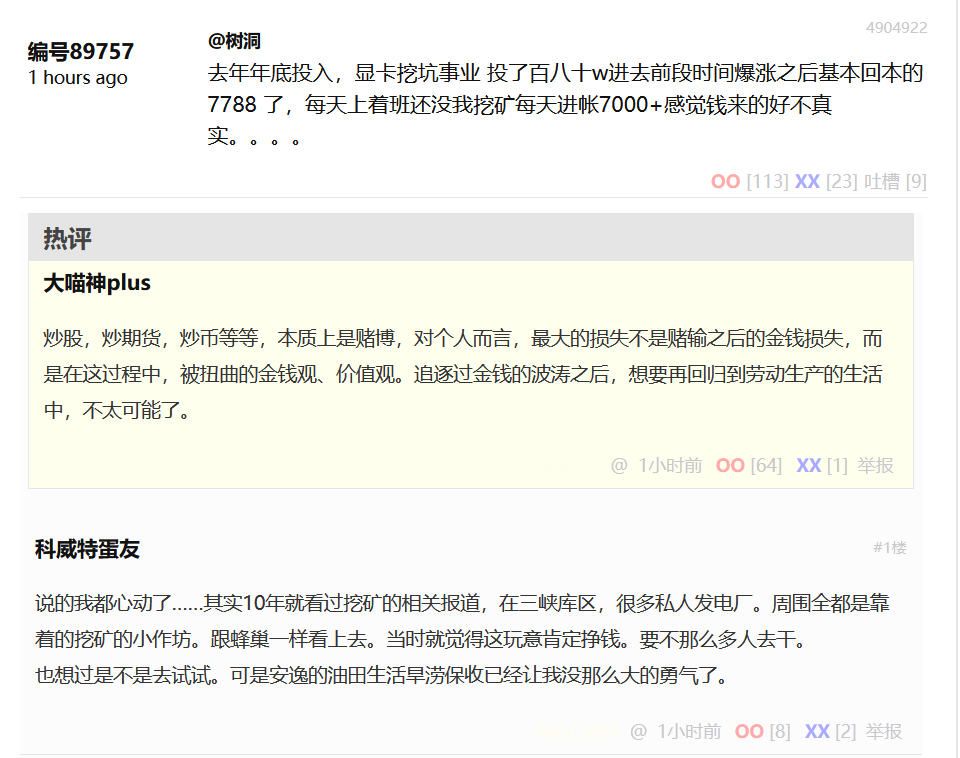 4904922
编号89757
1 hours ago
@树洞
去年年底投入，显卡挖坑事业 投了百八十w进去前段时间爆涨之后基本回本的
7788 了，每天上着班还没我挖矿每天进帐7000+感觉钱来的好不真
实。。。。
OO [113] XX [23] 吐槽 [9]
热评
大喵神plus
炒股，炒期货，炒币等等，本质上是赌博，对个人而言，最大的损失不是赌输之后的金钱损失，而
是在这过程中，被扭曲的金钱观、价值观。追逐过金钱的波涛之后，想要再回归到劳动生产的生活
中，不太可能了。
@ 1小时前 OO [64] XX [1] 举报
科威特蛋友
#1楼
说的我都心动了......其实10年就看过挖矿的相关报道，在三峡库区，很多私人发电厂。周围全都是靠
着的挖矿的小作坊。跟蜂巢一样看上去。当时就觉得这玩意肯定挣钱。要不那么多人去干。
也想过是不是去试试。可是安逸的油田生活旱涝保收已经让我没那么大的勇气了。
@ 1小时前 OO [8] XX [2] 举报